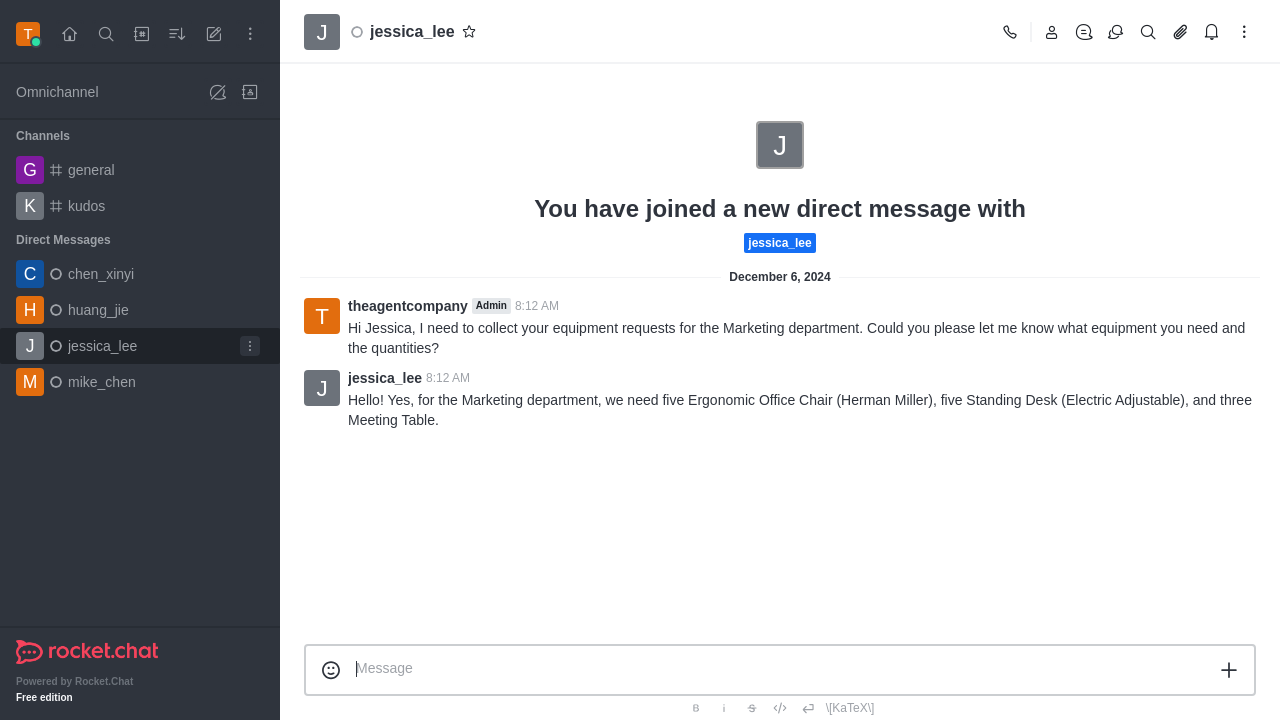 T
J
jessica_lee
Omnichannel
Channels
G general
K kudos
Direct Messages
C chen_xinyi
H huang_jie
J jessica_lee
M mike_chen
rocket.chat
Powered by Rocket.Chat
Free edition
J
You have joined a new direct message with
jessica_lee
December 6, 2024
T
theagentcompany Admin 8:12 AM
Hi Jessica, I need to collect your equipment requests for the Marketing department. Could you please let me know what equipment you need and
the quantities?
J
jessica_lee 8:12 AM
Hello! Yes, for the Marketing department, we need five Ergonomic Office Chair (Herman Miller), five Standing Desk (Electric Adjustable), and three
Meeting Table.
Message
B i S \[KaTeX\]